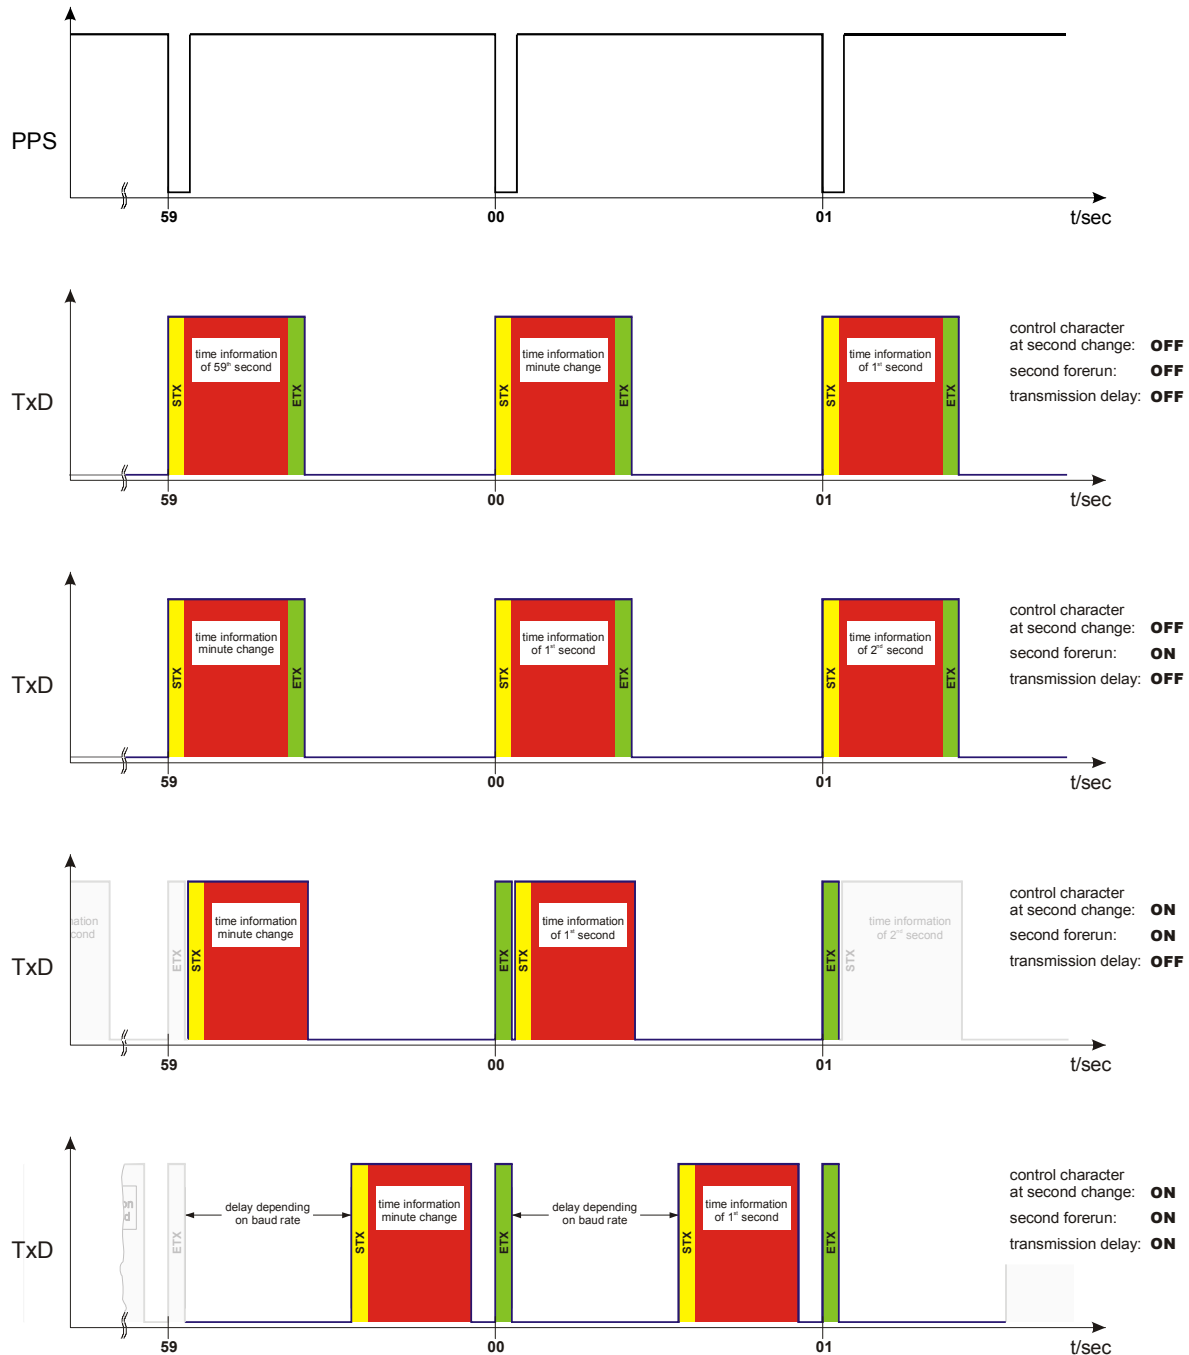 PPS
59
00
01
t/sec
TxD
STX
time information
of 59th second
ETX
STX
time information
minute change
ETX
STX
time information
of 1st second
ETX
control character
at second change: OFF
second forerun: OFF
transmission delay: OFF
59
00
01
t/sec
TxD
STX
time information
minute change
ETX
STX
time information
of 1st second
ETX
STX
time information
of 2nd second
ETX
control character
at second change: OFF
second forerun: ON
transmission delay: OFF
59
00
01
t/sec
TxD
ETX
STX
time information
minute change
ETX
STX
time information
of 1st second
ETX
STX
time information
of 2nd second
control character
at second change: ON
second forerun: ON
transmission delay: OFF
59
00
01
t/sec
TxD
ETX
delay depending
on baud rate
STX
time information
minute change
ETX
delay depending
on baud rate
STX
time information
of 1st second
ETX
control character
at second change: ON
second forerun: ON
transmission delay: ON
59
00
01
t/sec